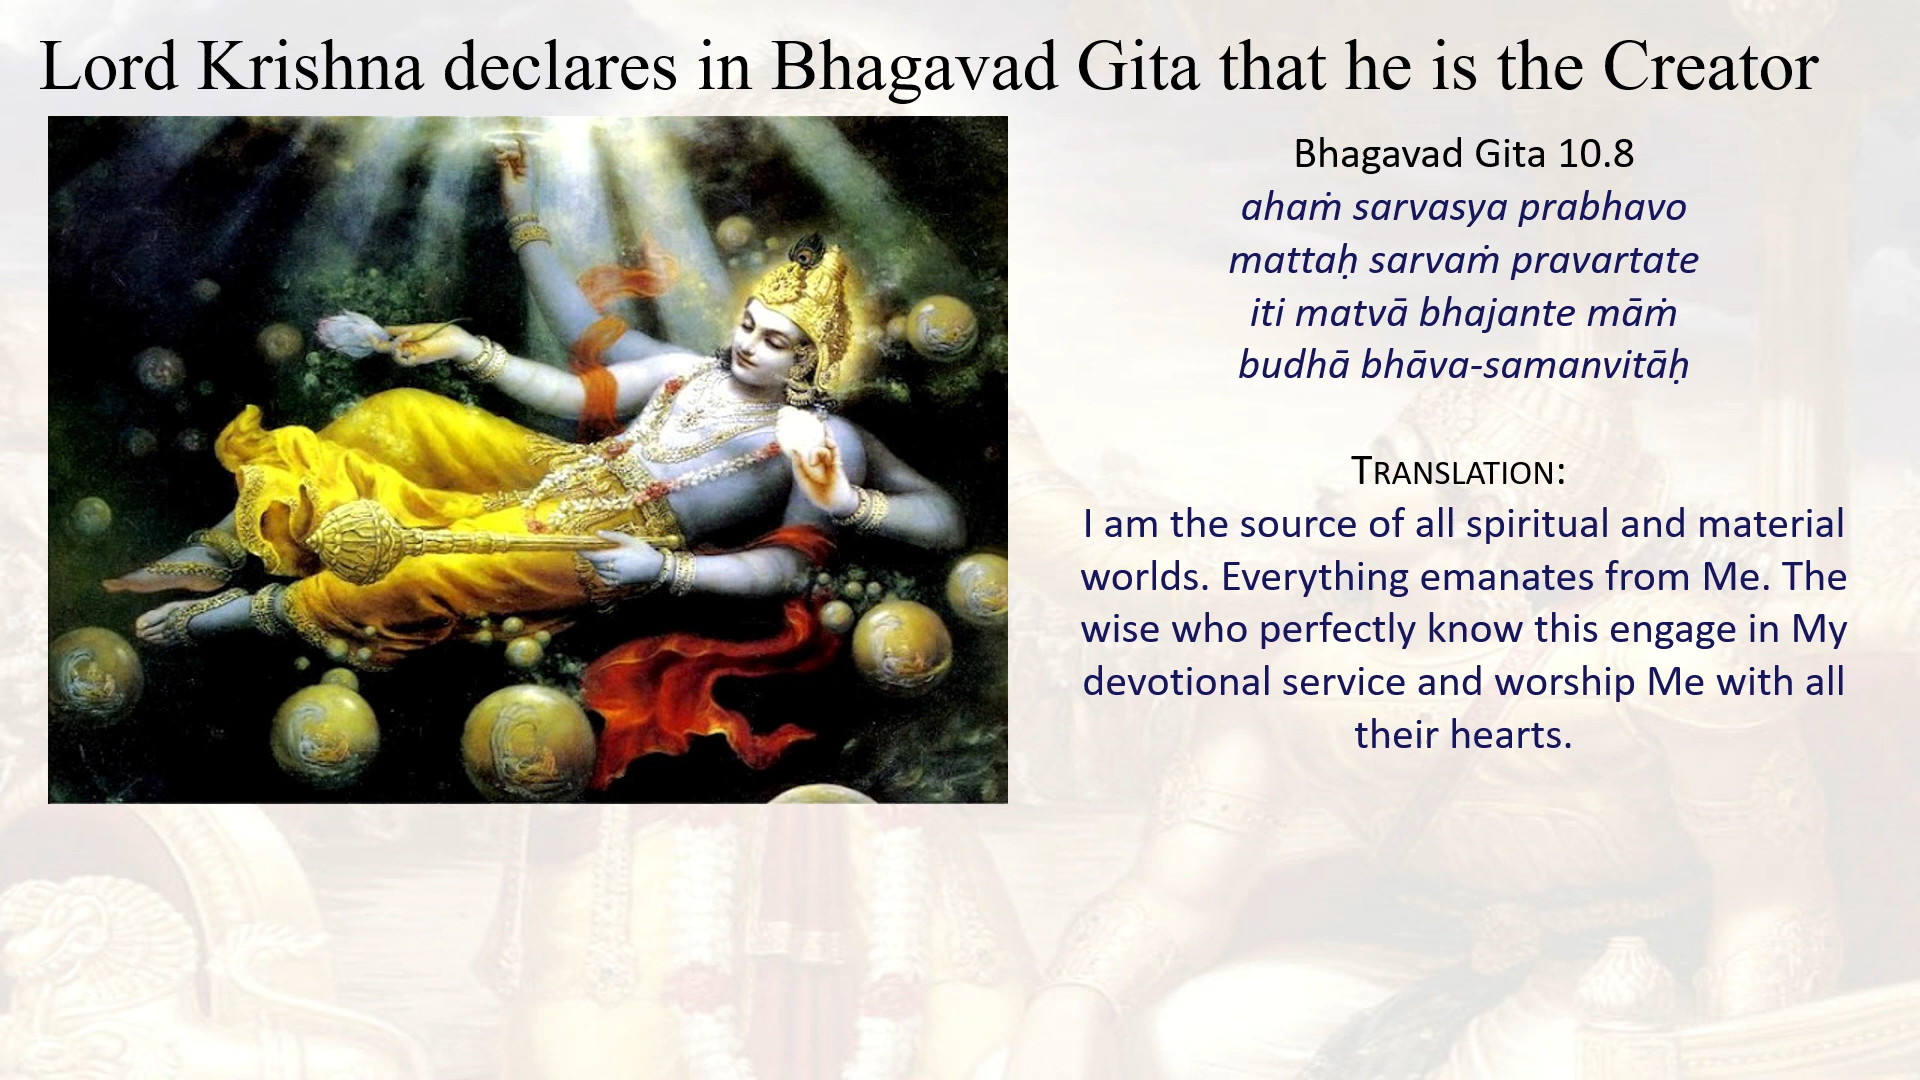 Lord Krishna declares in Bhagavad Gita that he is the Creator
Bhagavad Gita 10.8
ahaṁ sarvasya prabhavo
mattaḥ sarvaṁ pravartate
iti matvā bhajante māṁ
budhā bhāva-samanvitāḥ
TRANSLATION:
I am the source of all spiritual and material
worlds. Everything emanates from Me. The
wise who perfectly know this engage in My
devotional service and worship Me with all
their hearts.